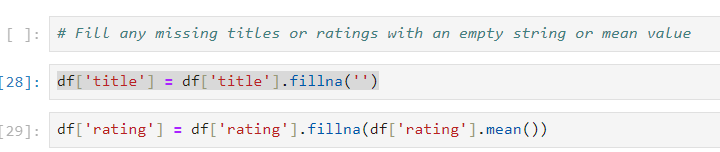 [ ]: # Fill any missing titles or ratings with an empty string or mean value
[28]: df['title'] = df['title'].fillna('')
[29]: df['rating'] = df['rating'].fillna(df['rating'].mean())